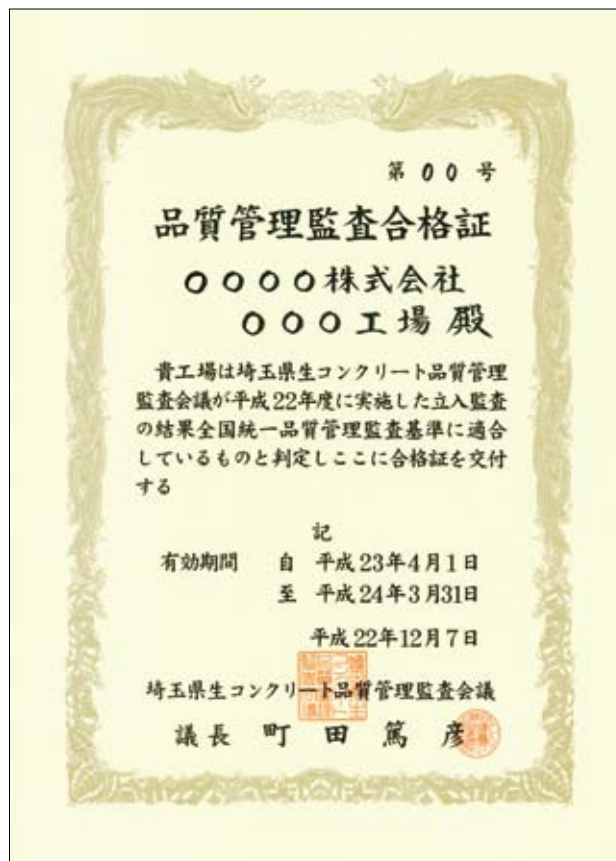 第 〇〇 号
品質管理監査合格証
〇〇〇〇株式会社
〇〇〇工場 殿
貴工場は埼玉県生コンクリート品質管理
監査会議が平成22年度に実施した立入監査
の結果全国統一品質管理監査基準に適合
しているものと判定しここに合格証を交付
する
記
有効期間 自 平成23年4月1日
至 平成24年3月31日
平成22年12月7日
埼玉県生コンクリート品質管理監査会議
議長 町田篤彦